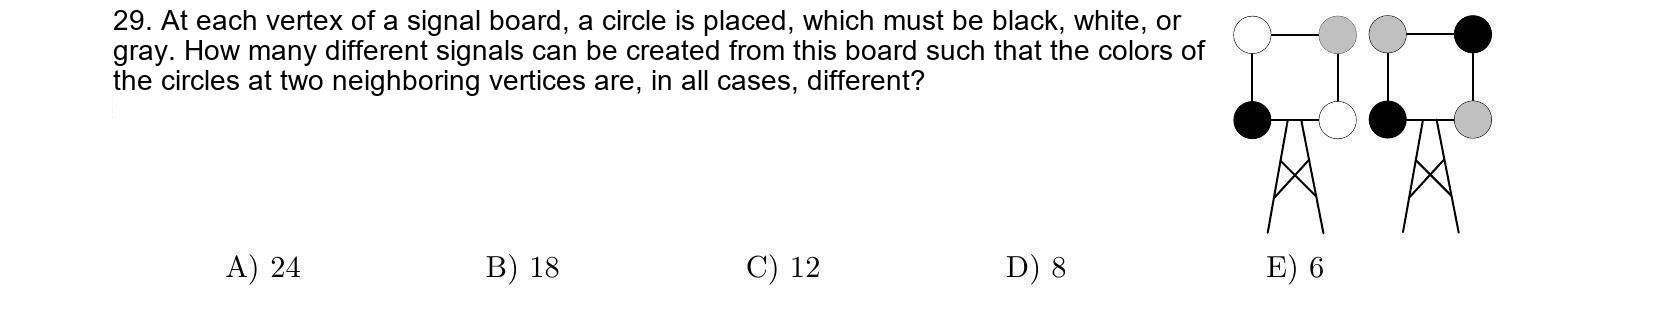 29. At each vertex of a signal board, a circle is placed, which must be black, white, or
gray. How many different signals can be created from this board such that the colors of
the circles at two neighboring vertices are, in all cases, different?
A) 24 B) 18 C) 12 D) 8 E) 6